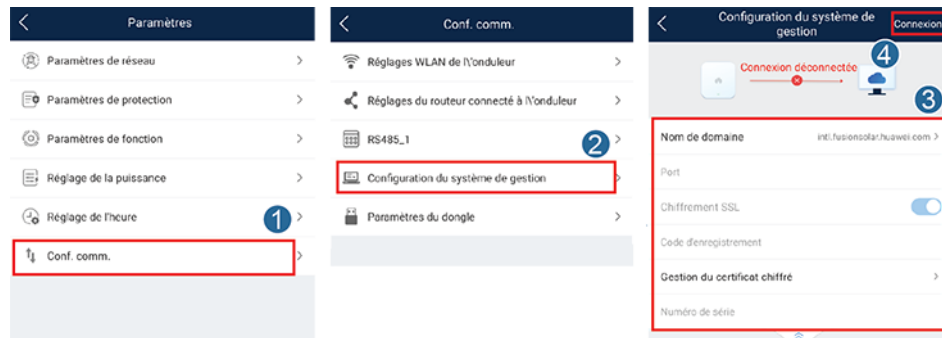 Paramètres
Paramètres de réseau
Paramètres de protection
Paramètres de fonction
Réglage de la puissance
Réglage de l'heure
1
Conf. comm.
Conf. comm.
Réglages WLAN de l\'onduleur
Réglages du routeur connecté à l\'onduleur
RS485_1
2
Configuration du système de gestion
Paramètres du dongle
Configuration du système de
gestion
Connexion
4
Connexion déconnectée
3
Nom de domaine intl.fusionsolar.huawei.com
Port
Chiffrement SSL
Code d'enregistrement
Gestion du certificat chiffré
Numéro de série